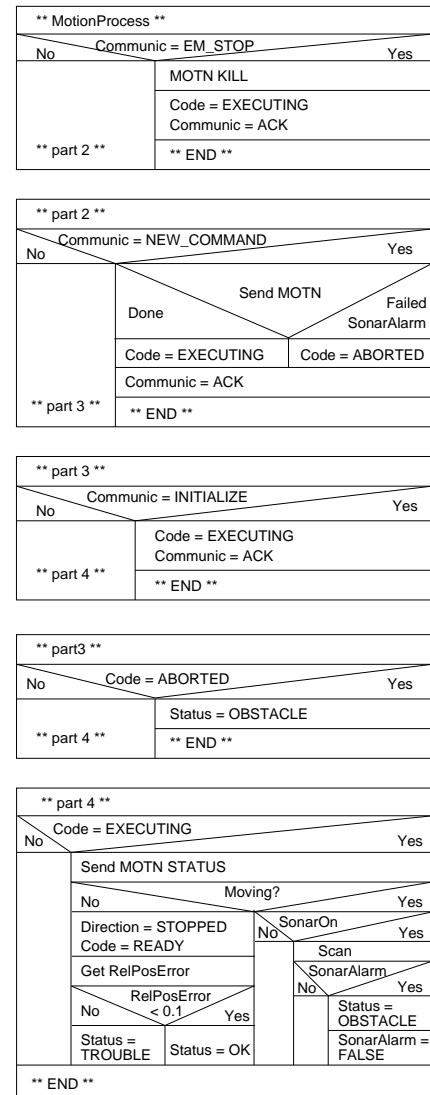 ** MotionProcess **
Communic = EM_STOP
No
Yes
MOTN KILL
Code = EXECUTING
Communic = ACK
** part 2 **
** END **
** part 2 **
Communic = NEW_COMMAND
No
Yes
Send MOTN
Done
Failed
SonarAlarm
Code = EXECUTING
Code = ABORTED
Communic = ACK
** part 3 **
** END **
** part 3 **
Communic = INITIALIZE
No
Yes
Code = EXECUTING
Communic = ACK
** part 4 **
** END **
** part3 **
Code = ABORTED
No
Yes
Status = OBSTACLE
** part 4 **
** END **
** part 4 **
Code = EXECUTING
No
Yes
Send MOTN STATUS
Moving?
No
Yes
Direction = STOPPED
Code = READY
SonarOn
No
Yes
Get RelPosError
Scan
SonarAlarm
No
Yes
RelPosError
< 0.1
No
Yes
Status =
OBSTACLE
Status =
TROUBLE
Status = OK
SonarAlarm =
FALSE
** END **